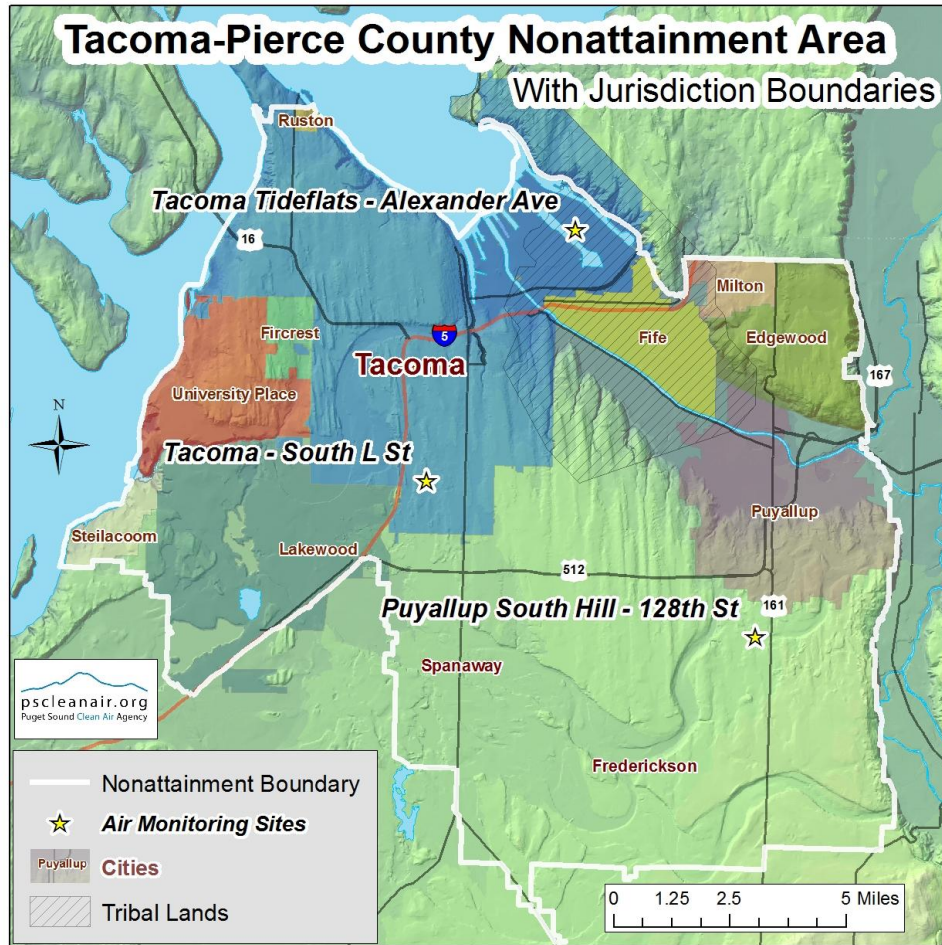 Tacoma-Pierce County Nonattainment Area
With Jurisdiction Boundaries
Ruston
Tacoma Tideflats - Alexander Ave
16
Milton
Fircrest
5
Fife
Edgewood
Tacoma
167
University Place
N
Tacoma - South L St
Puyallup
Steilacoom
Lakewood
512
Puyallup South Hill - 128th St
161
Spanaway
pscleanair.org
Puget Sound Clean Air Agency
Frederickson
Nonattainment Boundary
Air Monitoring Sites
Puyallup
Cities
Tribal Lands
0 1.25 2.5 5 Miles